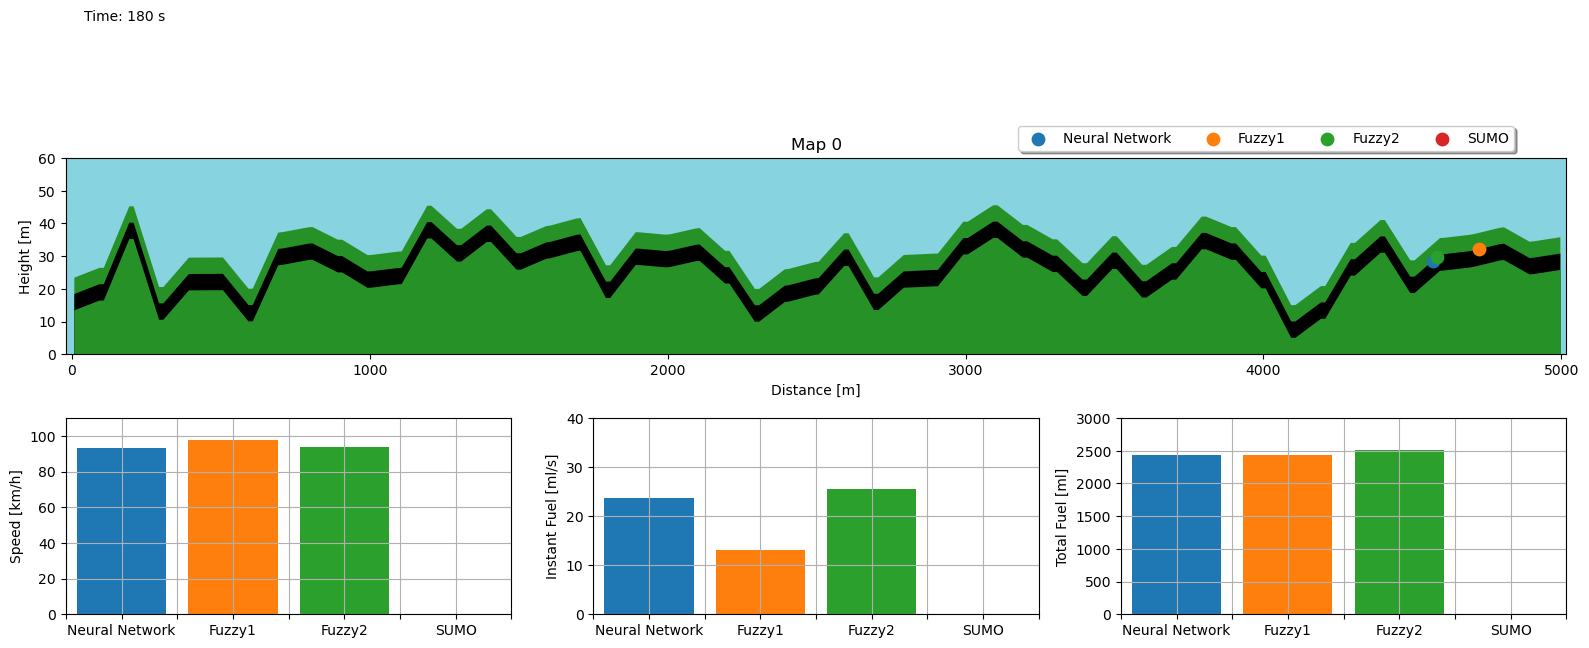 Time: 180 s
Neural Network Fuzzy1 Fuzzy2 SUMO
Map 0
Height [m]
60
50
40
30
20
10
0
0 1000 2000 3000 4000 5000
Distance [m]
Speed [km/h]
100
80
60
40
20
0
Neural Network Fuzzy1 Fuzzy2 SUMO
Instant Fuel [ml/s]
40
30
20
10
0
Neural Network Fuzzy1 Fuzzy2 SUMO
Total Fuel [ml]
3000
2500
2000
1500
1000
500
0
Neural Network Fuzzy1 Fuzzy2 SUMO